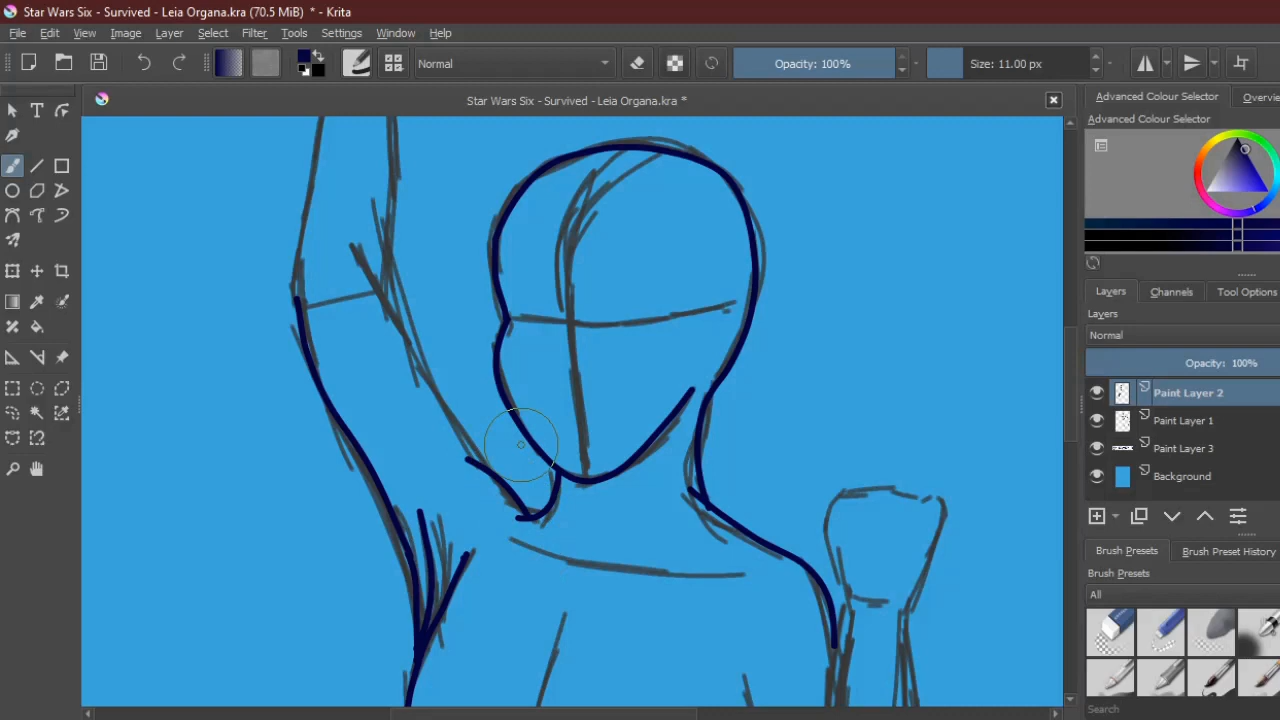 Star Wars Six - Survived - Leia Organa.kra (70.5 MiB) * - Krita
File Edit View Image Layer Select Filter Tools Settings Window Help
Normal Opacity: 100% Size: 11.00 px
Star Wars Six - Survived - Leia Organa.kra *
Advanced Colour Selector Overvie
Advanced Colour Selector
Layers Channels Tool Options
Layers
Normal
Opacity: 100%
Paint Layer 2
Paint Layer 1
Paint Layer 3
Background
Brush Presets Brush Preset History
Brush Presets
All
Search